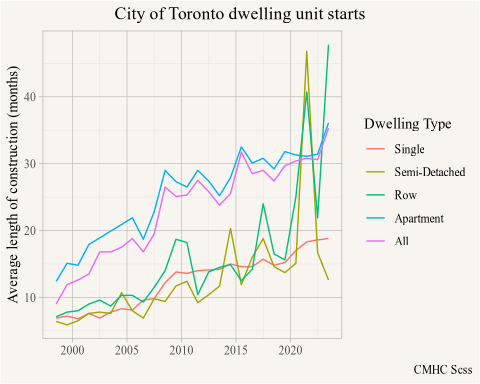 City of Toronto dwelling unit starts
Average length of construction (months)
40
30
20
10
2000
2005
2010
2015
2020
Dwelling Type
Single
Semi-Detached
Row
Apartment
All
CMHC Scss